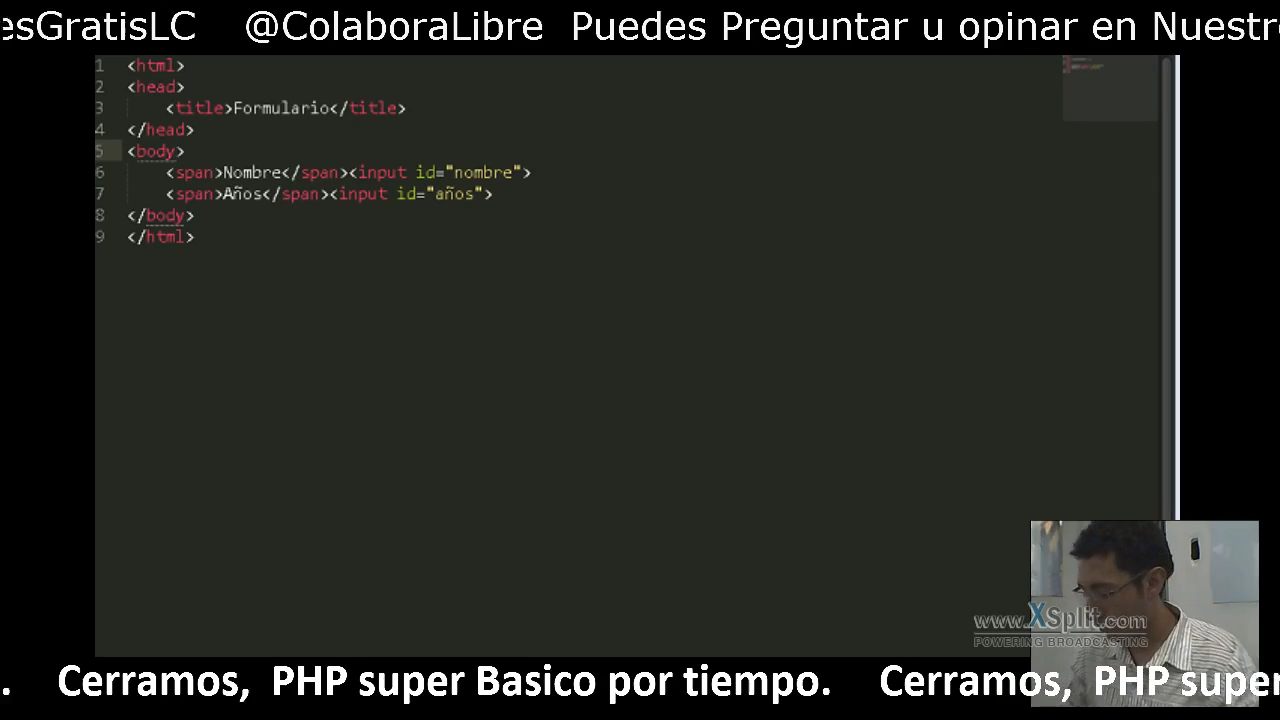 esGratisLC @ColaboraLibre Puedes Preguntar u opinar en Nuestr
1 <html>
2 <head>
3 <title>Formulario</title>
4 </head>
5 <body>
6 <span>Nombre</span><input id="nombre">
7 <span>Años</span><input id="años">
8 </body>
9 </html>
www.XSplit.com
POWERING BROADCASTING
. Cerramos, PHP super Basico por tiempo. Cerramos, PHP super